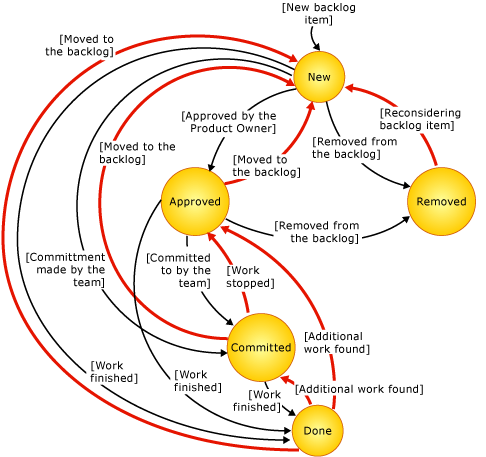 [New backlog
item]
[Moved to
the backlog]
New
[Approved by the
Product Owner]
[Reconsidering
backlog item]
[Moved to the
backlog]
[Moved to
the backlog]
[Removed from
the backlog]
Approved
Removed
[Removed from
the backlog]
[Committment
made by the
team]
[Committed
to by the
team]
[Work
stopped]
Committed
[Additional
work found]
[Work
finished]
[Work
finished]
[Work
finished]
[Additional work found]
Done